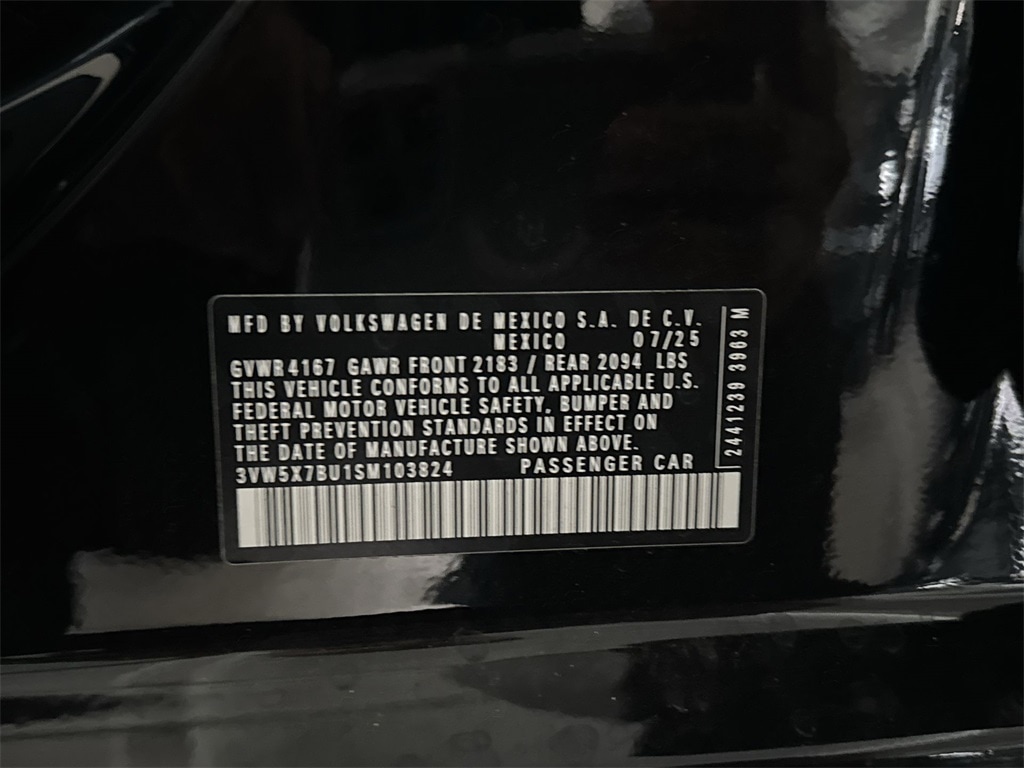 MFD BY VOLKSWAGEN DE MEXICO S.A. DE C.V.
MEXICO 07/25
GVWR 4167 GAWR FRONT 2183 / REAR 2094 LBS
THIS VEHICLE CONFORMS TO ALL APPLICABLE U.S.
FEDERAL MOTOR VEHICLE SAFETY, BUMPER AND
THEFT PREVENTION STANDARDS IN EFFECT ON
THE DATE OF MANUFACTURE SHOWN ABOVE.
3VW5X7BU1SM103824 PASSENGER CAR
2441239 3963 M